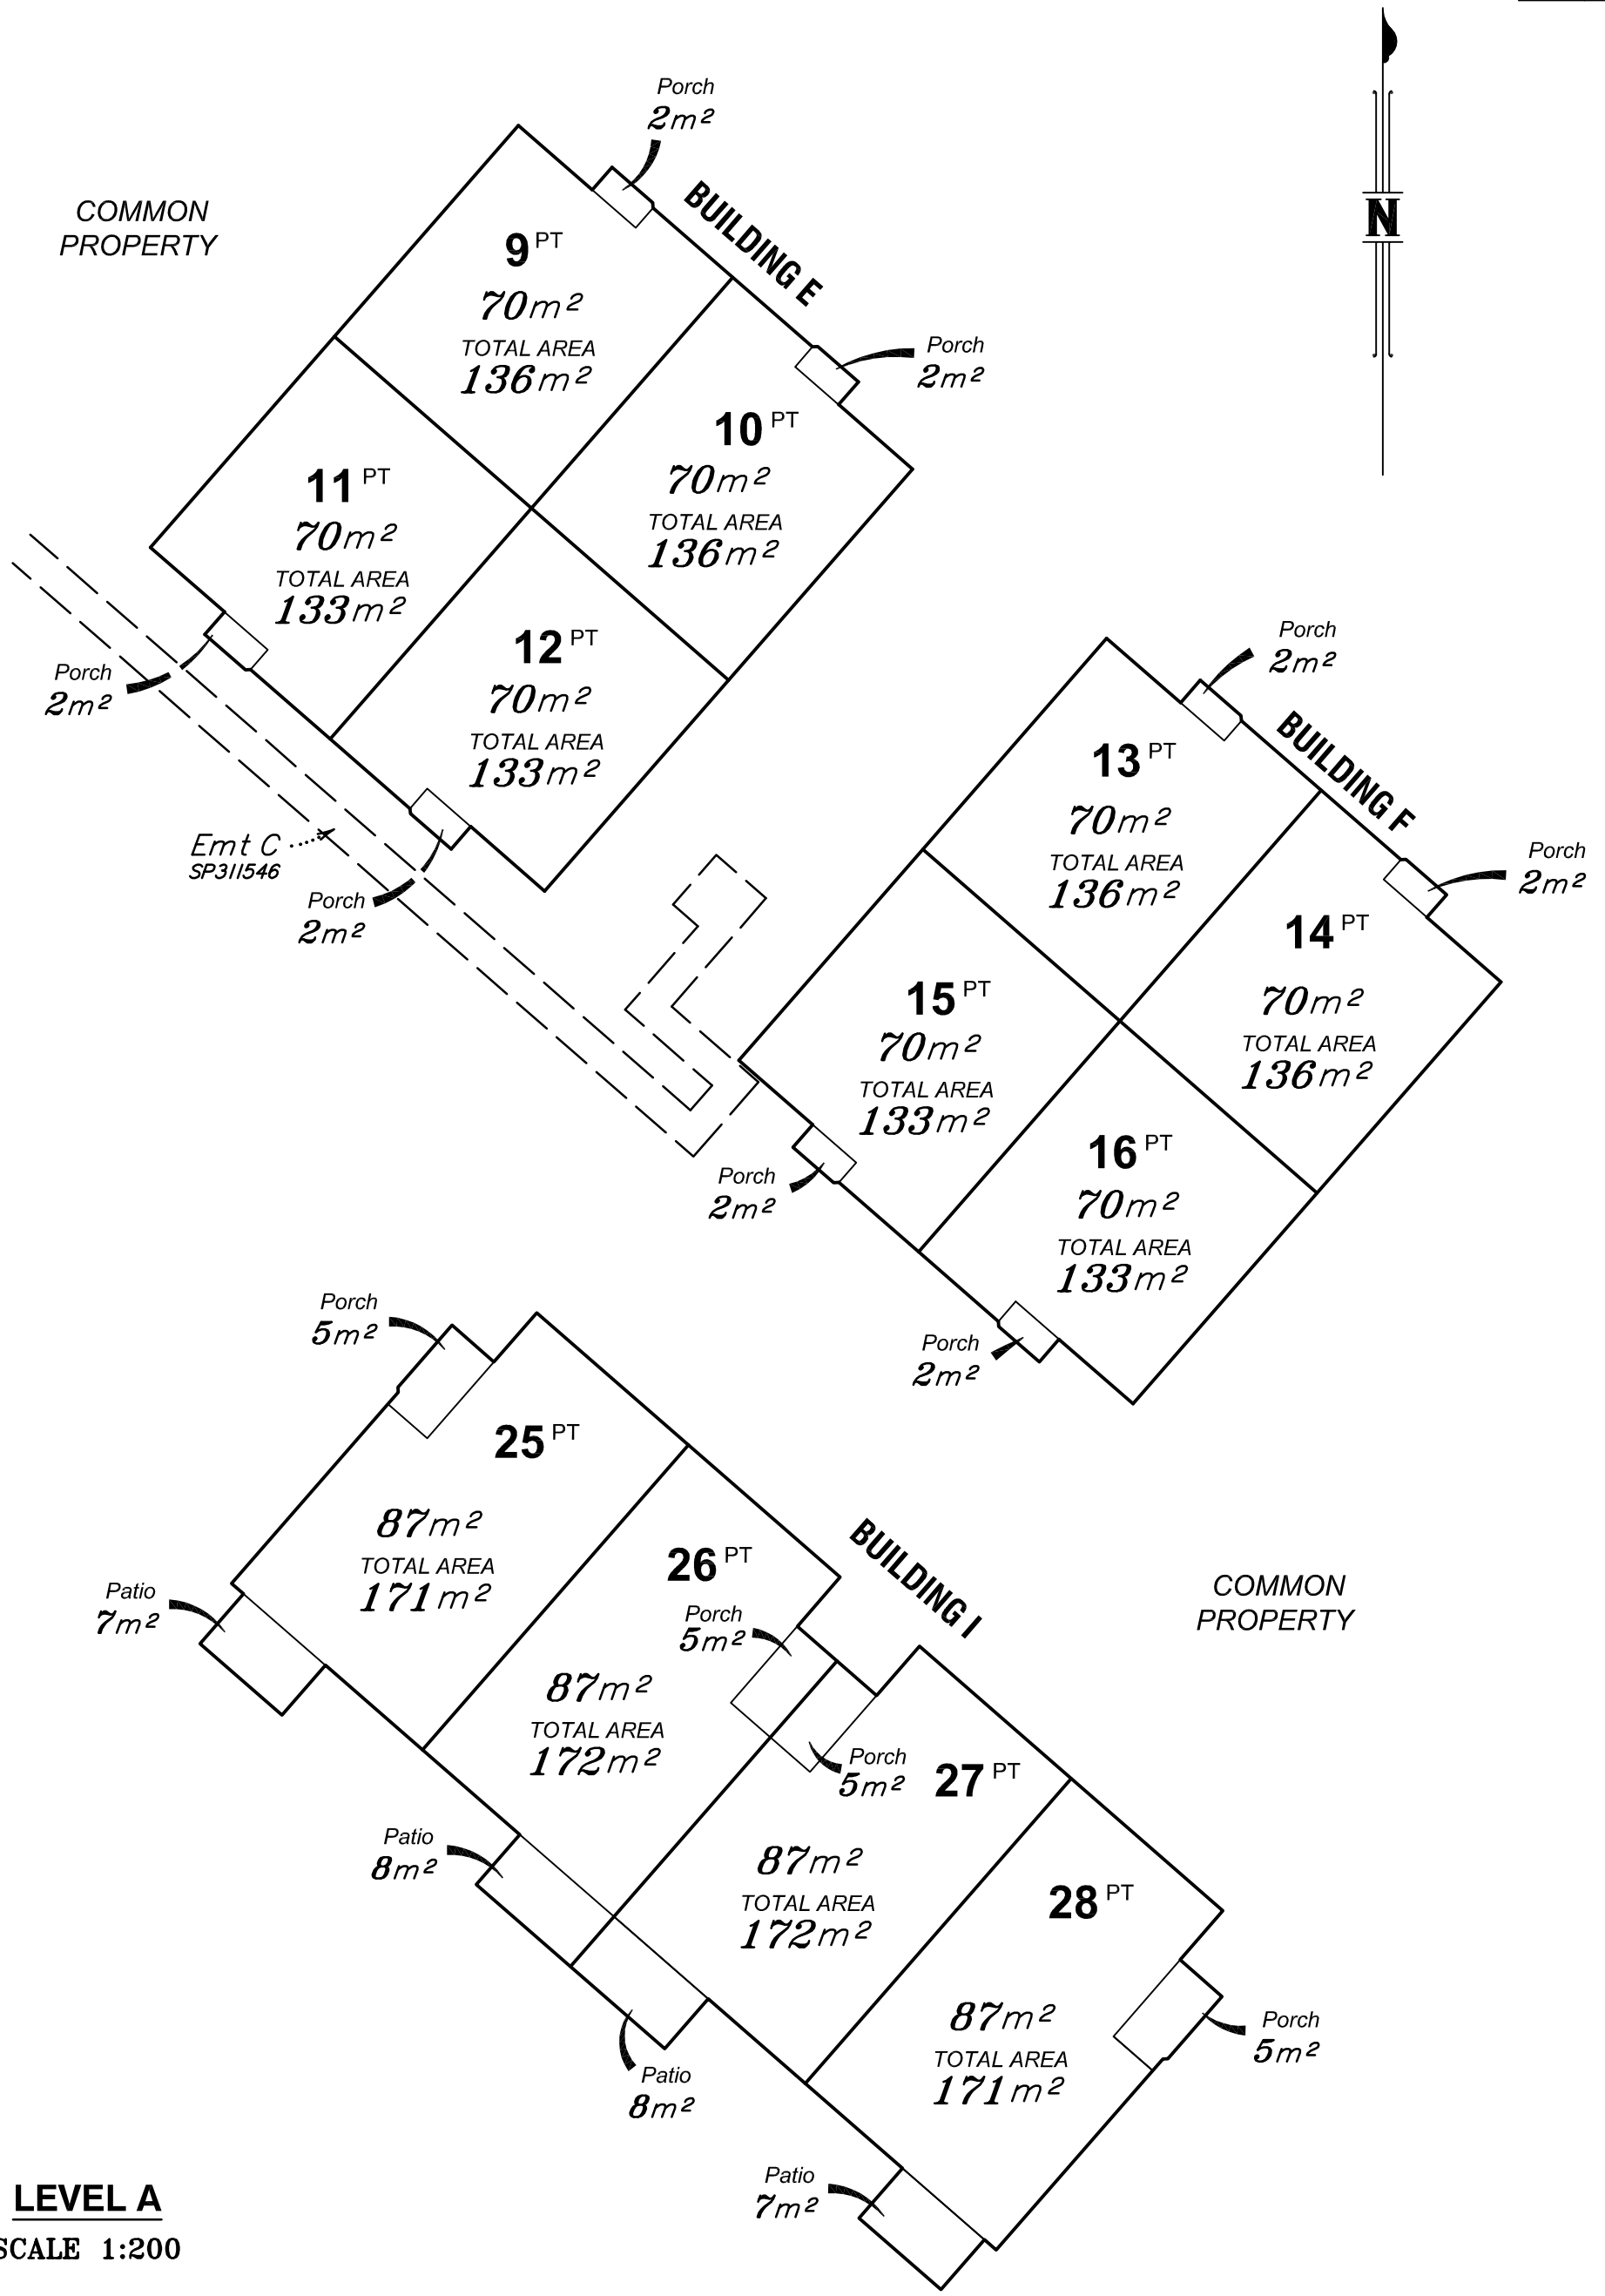 N
COMMON
PROPERTY
Porch
2m²
BUILDING E
9 PT
70m²
TOTAL AREA
136m²
Porch
2m²
10 PT
70m²
TOTAL AREA
136m²
11 PT
70m²
TOTAL AREA
133m²
12 PT
70m²
TOTAL AREA
133m²
Porch
2m²
Emt C
SP311546
Porch
2m²
Porch
2m²
BUILDING F
13 PT
70m²
TOTAL AREA
136m²
Porch
2m²
14 PT
70m²
TOTAL AREA
136m²
15 PT
70m²
TOTAL AREA
133m²
16 PT
70m²
TOTAL AREA
133m²
Porch
2m²
Porch
2m²
Porch
5m²
25 PT
87m²
TOTAL AREA
171m²
Patio
7m²
BUILDING I
26 PT
Porch
5m²
87m²
TOTAL AREA
172m²
COMMON
PROPERTY
Porch
5m²
27 PT
87m²
TOTAL AREA
172m²
Patio
8m²
28 PT
87m²
TOTAL AREA
171m²
Porch
5m²
Patio
8m²
Patio
7m²
LEVEL A
SCALE 1:200